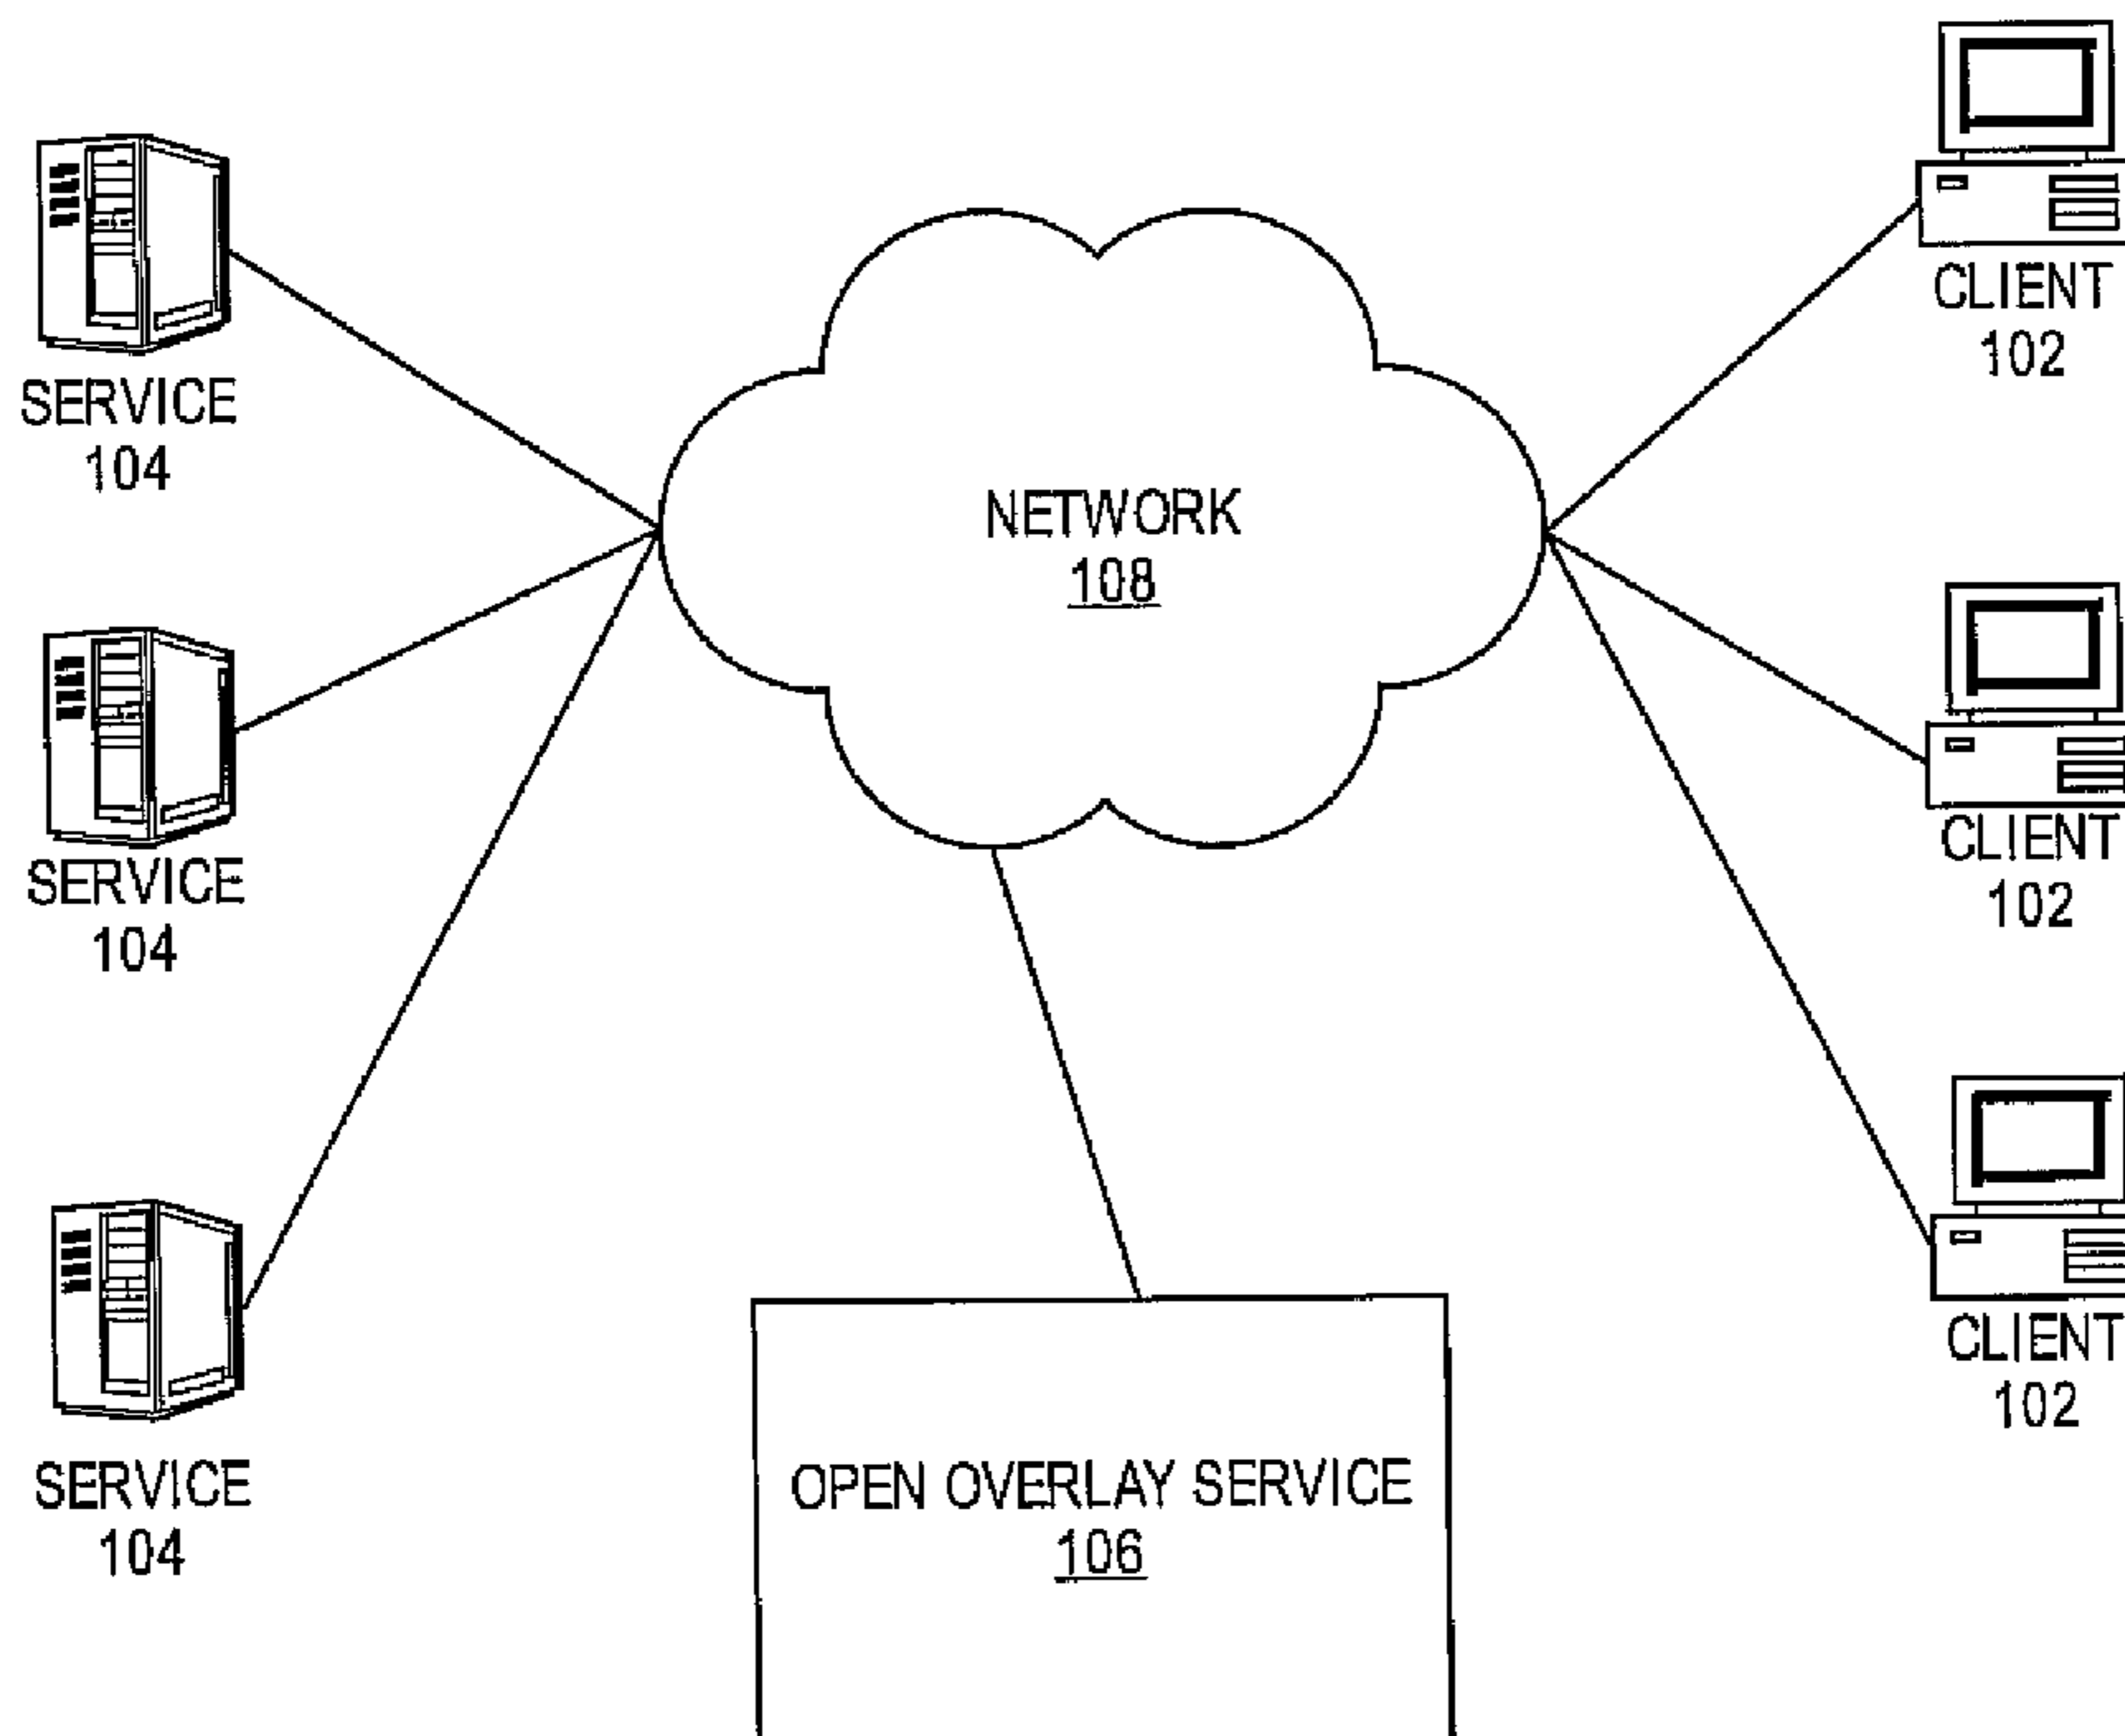 SERVICE
104
SERVICE
104
SERVICE
104
NETWORK
108
OPEN OVERLAY SERVICE
106
CLIENT
102
CLIENT
102
CLIENT
102